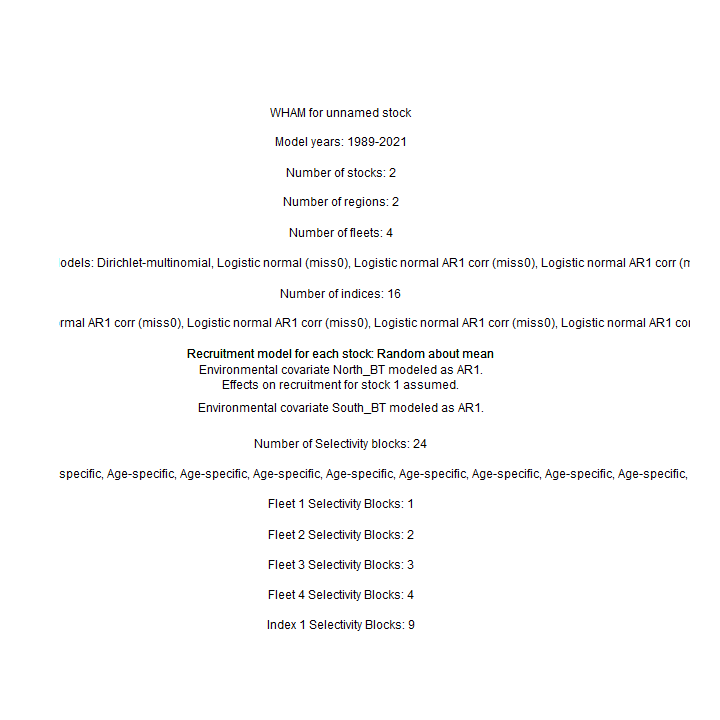 WHAM for unnamed stock
Model years: 1989-2021
Number of stocks: 2
Number of regions: 2
Number of fleets: 4
odels: Dirichlet-multinomial, Logistic normal (miss0), Logistic normal AR1 corr (miss0), Logistic normal AR1 corr (m
Number of indices: 16
rmal AR1 corr (miss0), Logistic normal AR1 corr (miss0), Logistic normal AR1 corr (miss0), Logistic normal AR1 cor
Recruitment model for each stock: Random about mean
Environmental covariate North_BT modeled as AR1.
Effects on recruitment for stock 1 assumed.
Environmental covariate South_BT modeled as AR1.
Number of Selectivity blocks: 24
specific, Age-specific, Age-specific, Age-specific, Age-specific, Age-specific, Age-specific, Age-specific, Age-specific,
Fleet 1 Selectivity Blocks: 1
Fleet 2 Selectivity Blocks: 2
Fleet 3 Selectivity Blocks: 3
Fleet 4 Selectivity Blocks: 4
Index 1 Selectivity Blocks: 9